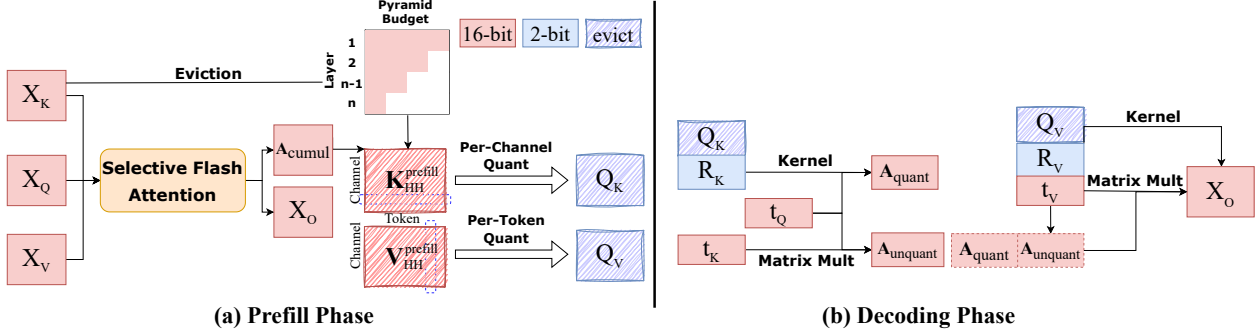 Pyramid
Budget
16-bit
2-bit
evict
Layer
1
2
n-1
n
Eviction
X_K
X_Q
X_V
Selective Flash
Attention
A_cumul
X_O
Channel
K_HH^prefill
Token
Channel
V_HH^prefill
Per-Channel
Quant
Q_K
Per-Token
Quant
Q_V
(a) Prefill Phase
Q_K
R_K
Kernel
A_quant
t_Q
t_K
Matrix Mult
A_unquant
Q_V
R_V
t_V
Kernel
Matrix Mult
X_O
A_quant
A_unquant
(b) Decoding Phase